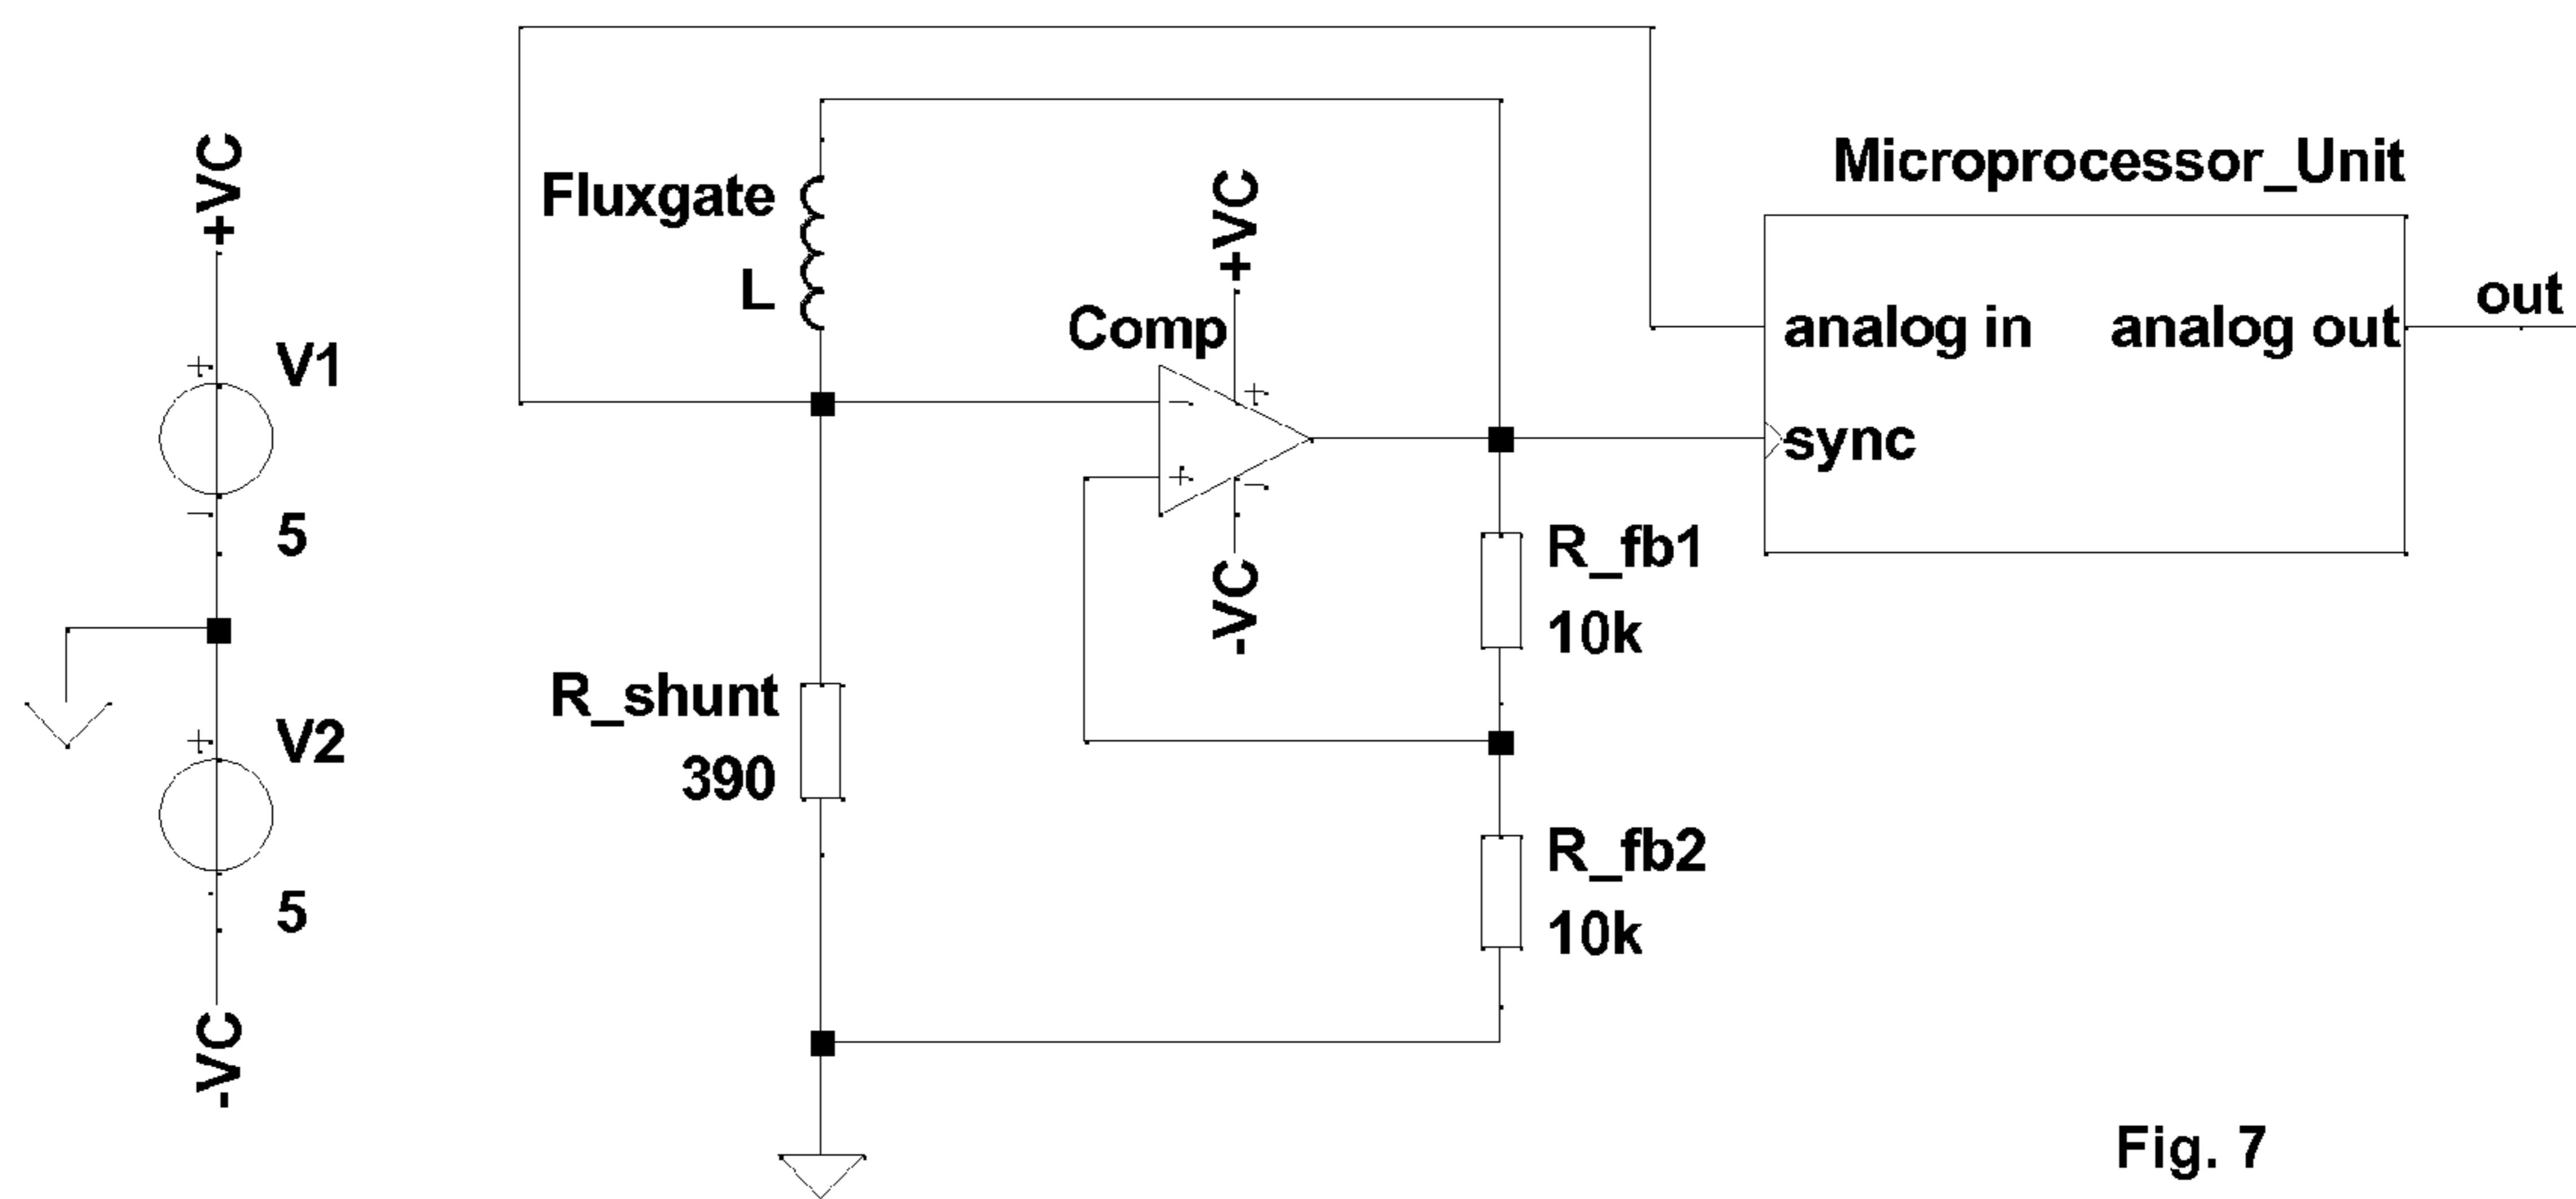 +VC
V1
5
V2
5
-VC
Fluxgate
L
R_shunt
390
Comp
+VC
-VC
R_fb1
10k
R_fb2
10k
Microprocessor_Unit
analog in analog out
sync
out
Fig. 7